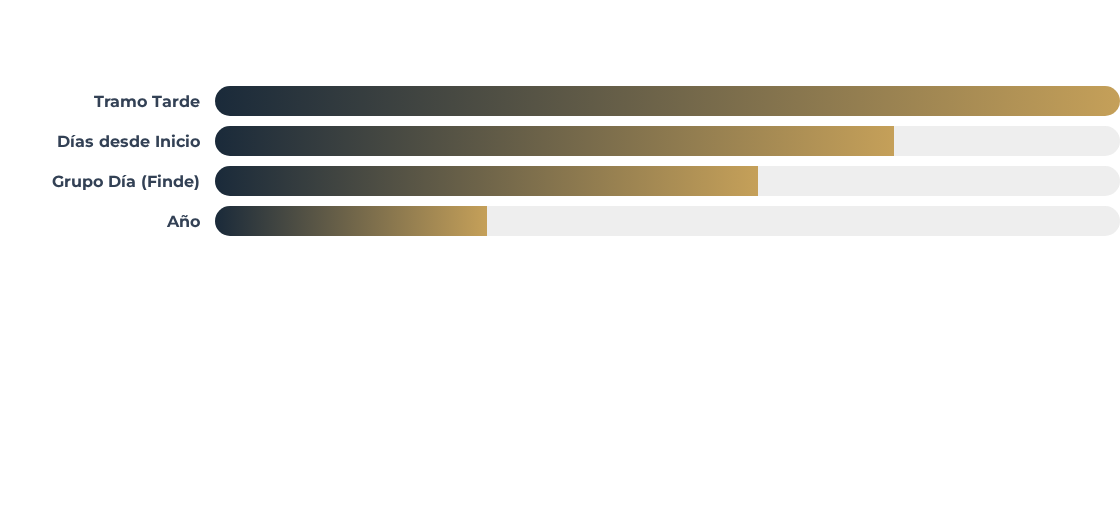 Tramo Tarde
Días desde Inicio
Grupo Día (Finde)
Año